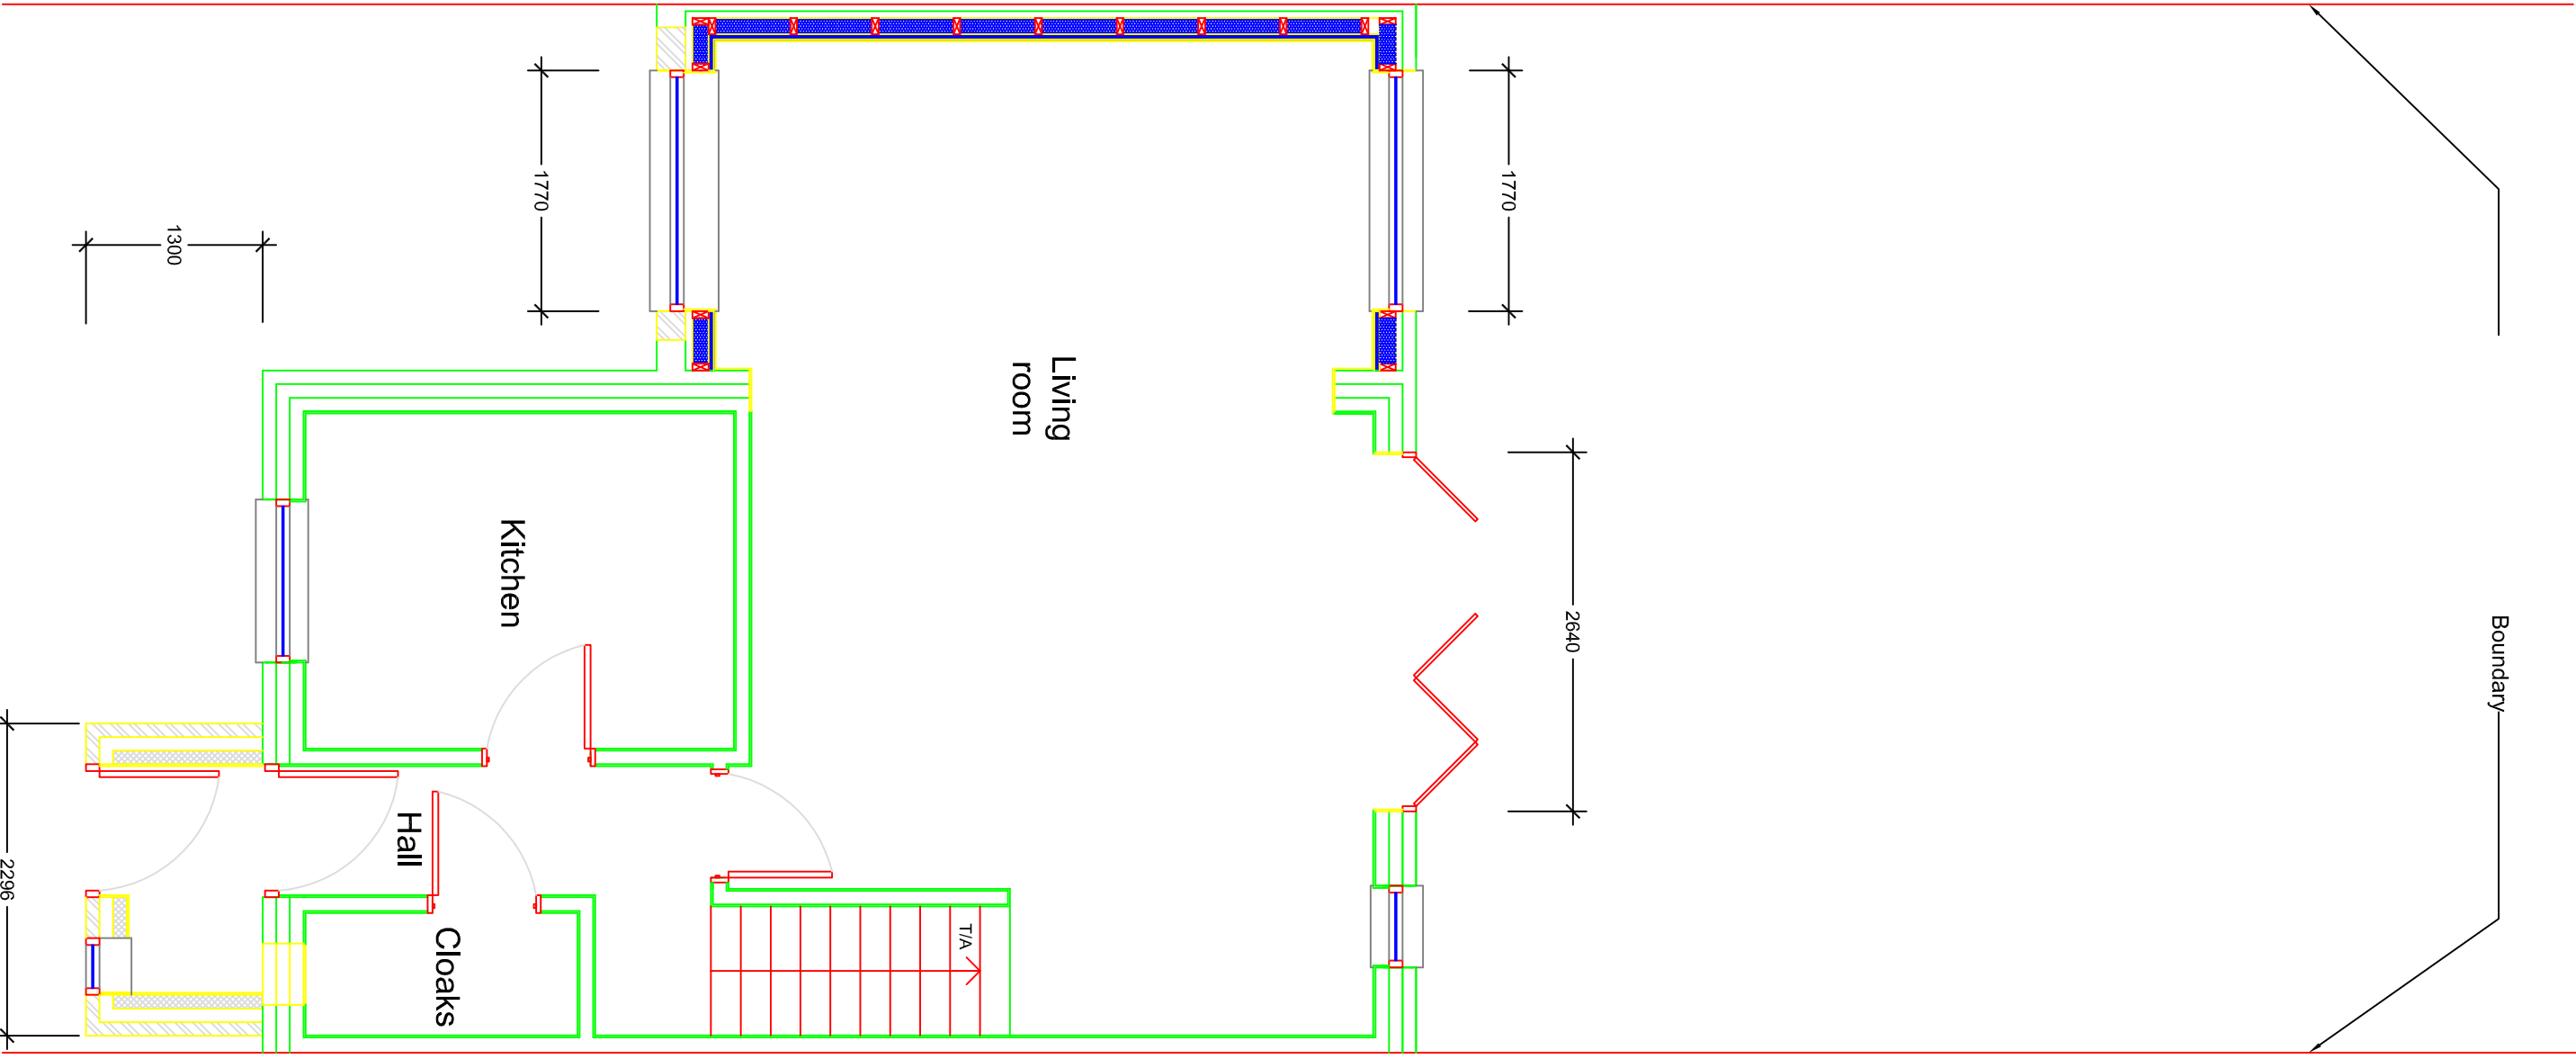 1770
1770
1300
Living
room
2640
Kitchen
Boundary
Hall
2296
Cloaks
T/A